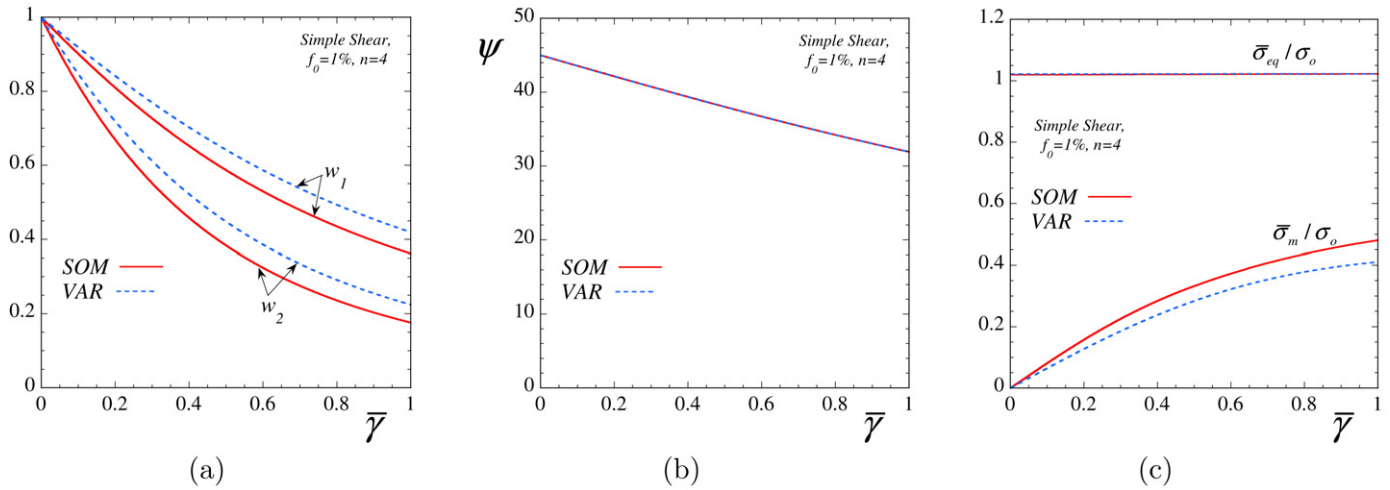 1
0.8
0.6
0.4
0.2
0
0 0.2 0.4 0.6 0.8 1
Simple Shear,
f₀=1%, n=4
w₁
w₂
SOM
VAR
γ̅
(a)
50
40
30
20
10
0
0 0.2 0.4 0.6 0.8 1
ψ
Simple Shear,
f₀=1%, n=4
SOM
VAR
γ̅
(b)
1.2
1
0.8
0.6
0.4
0.2
0
0 0.2 0.4 0.6 0.8 1
σ̅_eq / σ_o
Simple Shear,
f₀=1%, n=4
SOM
VAR
σ̅_m / σ_o
γ̅
(c)